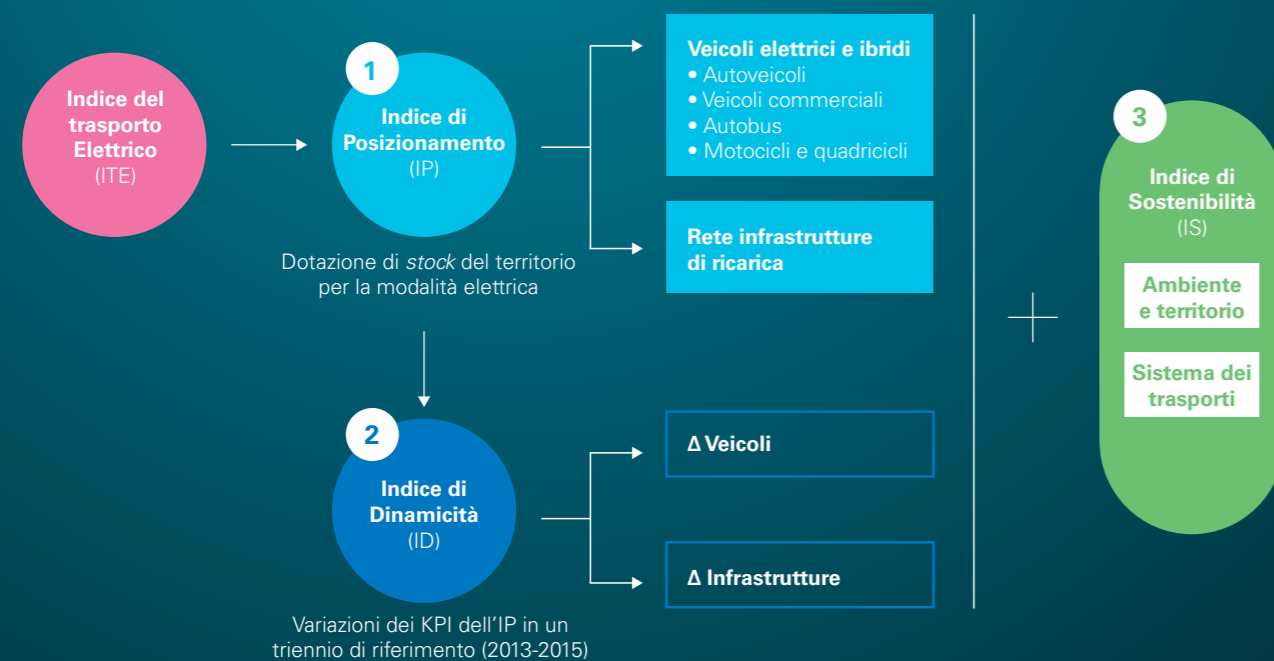 Indice del
trasporto
Elettrico
(ITE)
1
Indice di
Posizionamento
(IP)
Dotazione di stock del territorio
per la modalità elettrica
Veicoli elettrici e ibridi
• Autoveicoli
• Veicoli commerciali
• Autobus
• Motocicli e quadricicli
Rete infrastrutture
di ricarica
2
Indice di
Dinamicità
(ID)
Variazioni dei KPI dell'IP in un
triennio di riferimento (2013-2015)
Δ Veicoli
Δ Infrastrutture
3
Indice di
Sostenibilità
(IS)
Ambiente
e territorio
Sistema dei
trasporti